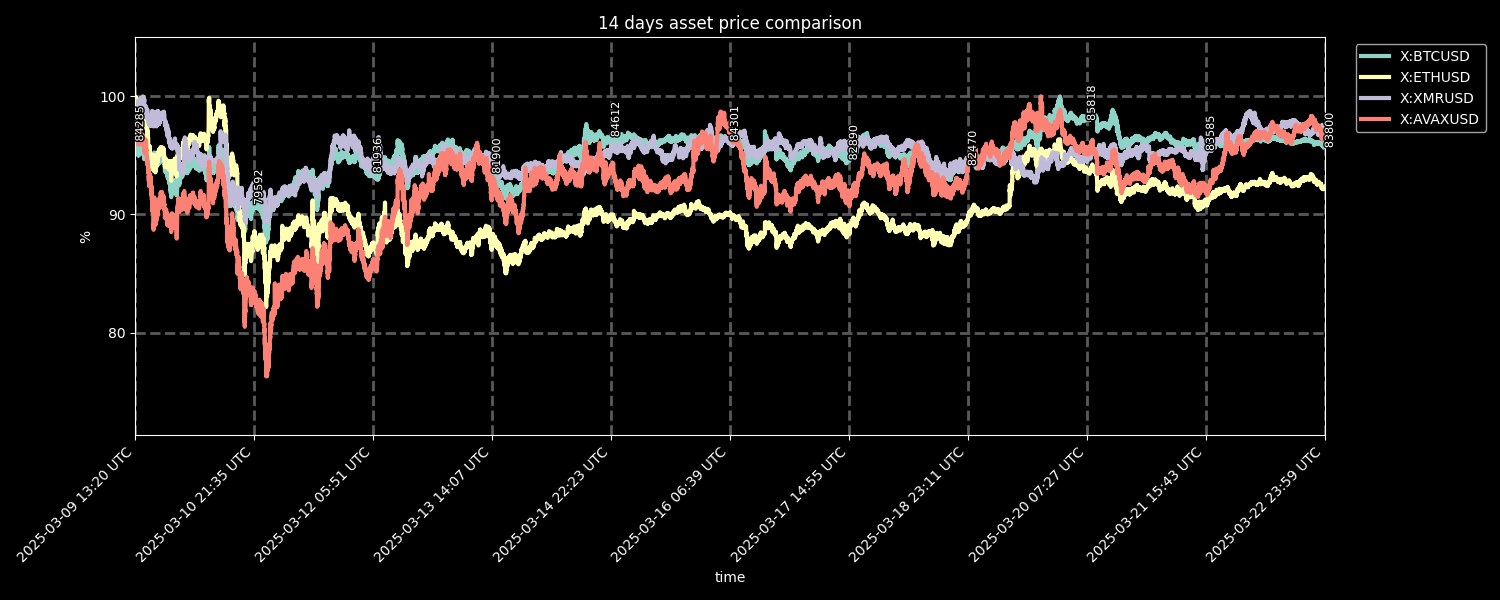 14 days asset price comparison
X:BTCUSD
X:ETHUSD
X:XMRUSD
X:AVAXUSD
%
100
90
80
84285
79592
81936
81900
84612
84301
82890
82470
85818
83585
83800
2025-03-09 13:20 UTC
2025-03-10 21:35 UTC
2025-03-12 05:51 UTC
2025-03-13 14:07 UTC
2025-03-14 22:23 UTC
2025-03-16 06:39 UTC
2025-03-17 14:55 UTC
2025-03-18 23:11 UTC
2025-03-20 07:27 UTC
2025-03-21 15:43 UTC
2025-03-22 23:59 UTC
time